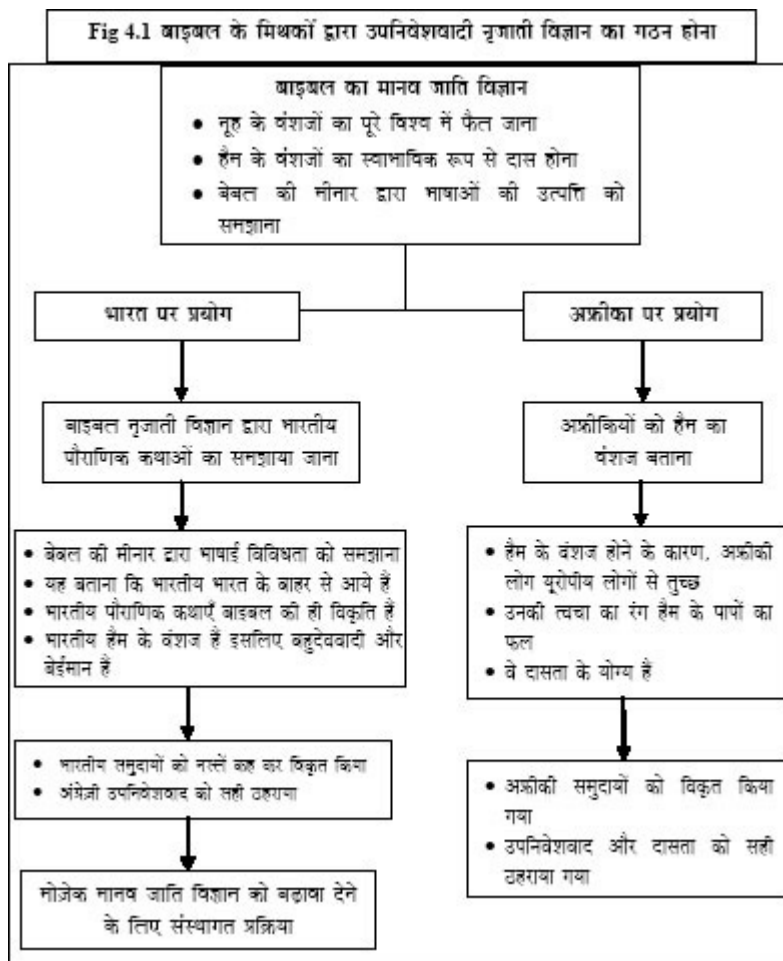 Fig 4.1 बाइबल के मिथकों द्वारा उपनिवेशवादी नृजाती विज्ञान का गठन होना
बाइबल का मानव जाति विज्ञान
● नूह के वंशजों का पूरे विश्व में फैल जाना
● हैम के वंशजों का स्वाभाविक रूप से दास होना
● बेबल की मीनार द्वारा भाषाओं की उत्पत्ति को
समझाना
भारत पर प्रयोग
बाइबल नृजाती विज्ञान द्वारा भारतीय
पौराणिक कथाओं का समझाया जाना
● बेबल की मीनार द्वारा भाषाई विविधता को समझाना
● यह बताना कि भारतीय भारत के बाहर से आये हैं
● भारतीय पौराणिक कथाएँ बाइबल की ही विकृति हैं
● भारतीय हैम के वंशज हैं इसलिए बहुदेववादी और
बेईमान हैं
● भारतीय समुदायों को नस्लें कह कर विकृत किया
● अंग्रेज़ी उपनिवेशवाद को सही ठहराया
मोज़ेक मानव जाति विज्ञान को बढ़ावा देने
के लिए संस्थागत प्रक्रिया
अफ्रीका पर प्रयोग
अफ्रीकियों को हैम का
वंशज बताना
● हैम के वंशज होने के कारण, अफ्रीकी
लोग यूरोपीय लोगों से तुच्छ
● उनकी त्वचा का रंग हैम के पापों का
फल
● वे दासता के योग्य हैं
● अफ्रीकी समुदायों को विकृत किया
गया
● उपनिवेशवाद और दासता को सही
ठहराया गया